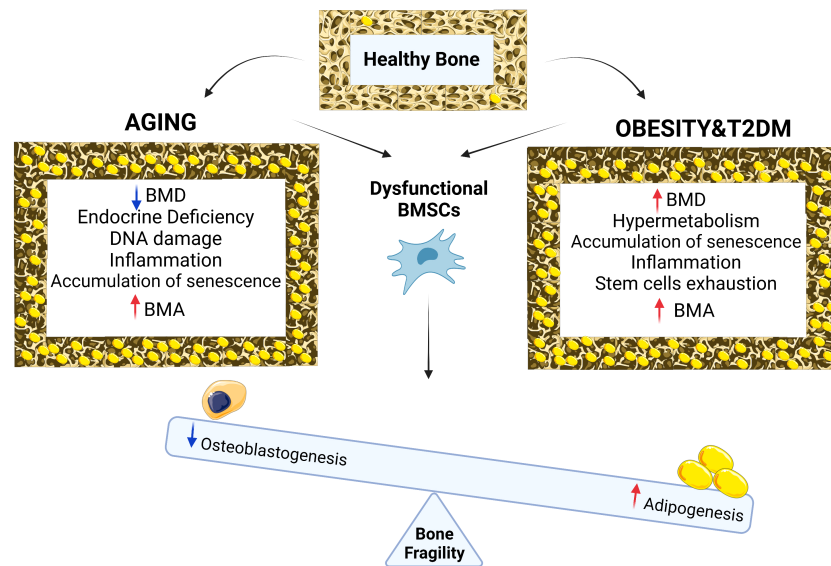 Healthy Bone
AGING
BMD
Endocrine Deficiency
DNA damage
Inflammation
Accumulation of senescence
BMA
Dysfunctional
BMSCs
OBESITY&T2DM
BMD
Hypermetabolism
Accumulation of senescence
Inflammation
Stem cells exhaustion
BMA
Osteoblastogenesis
Adipogenesis
Bone
Fragility